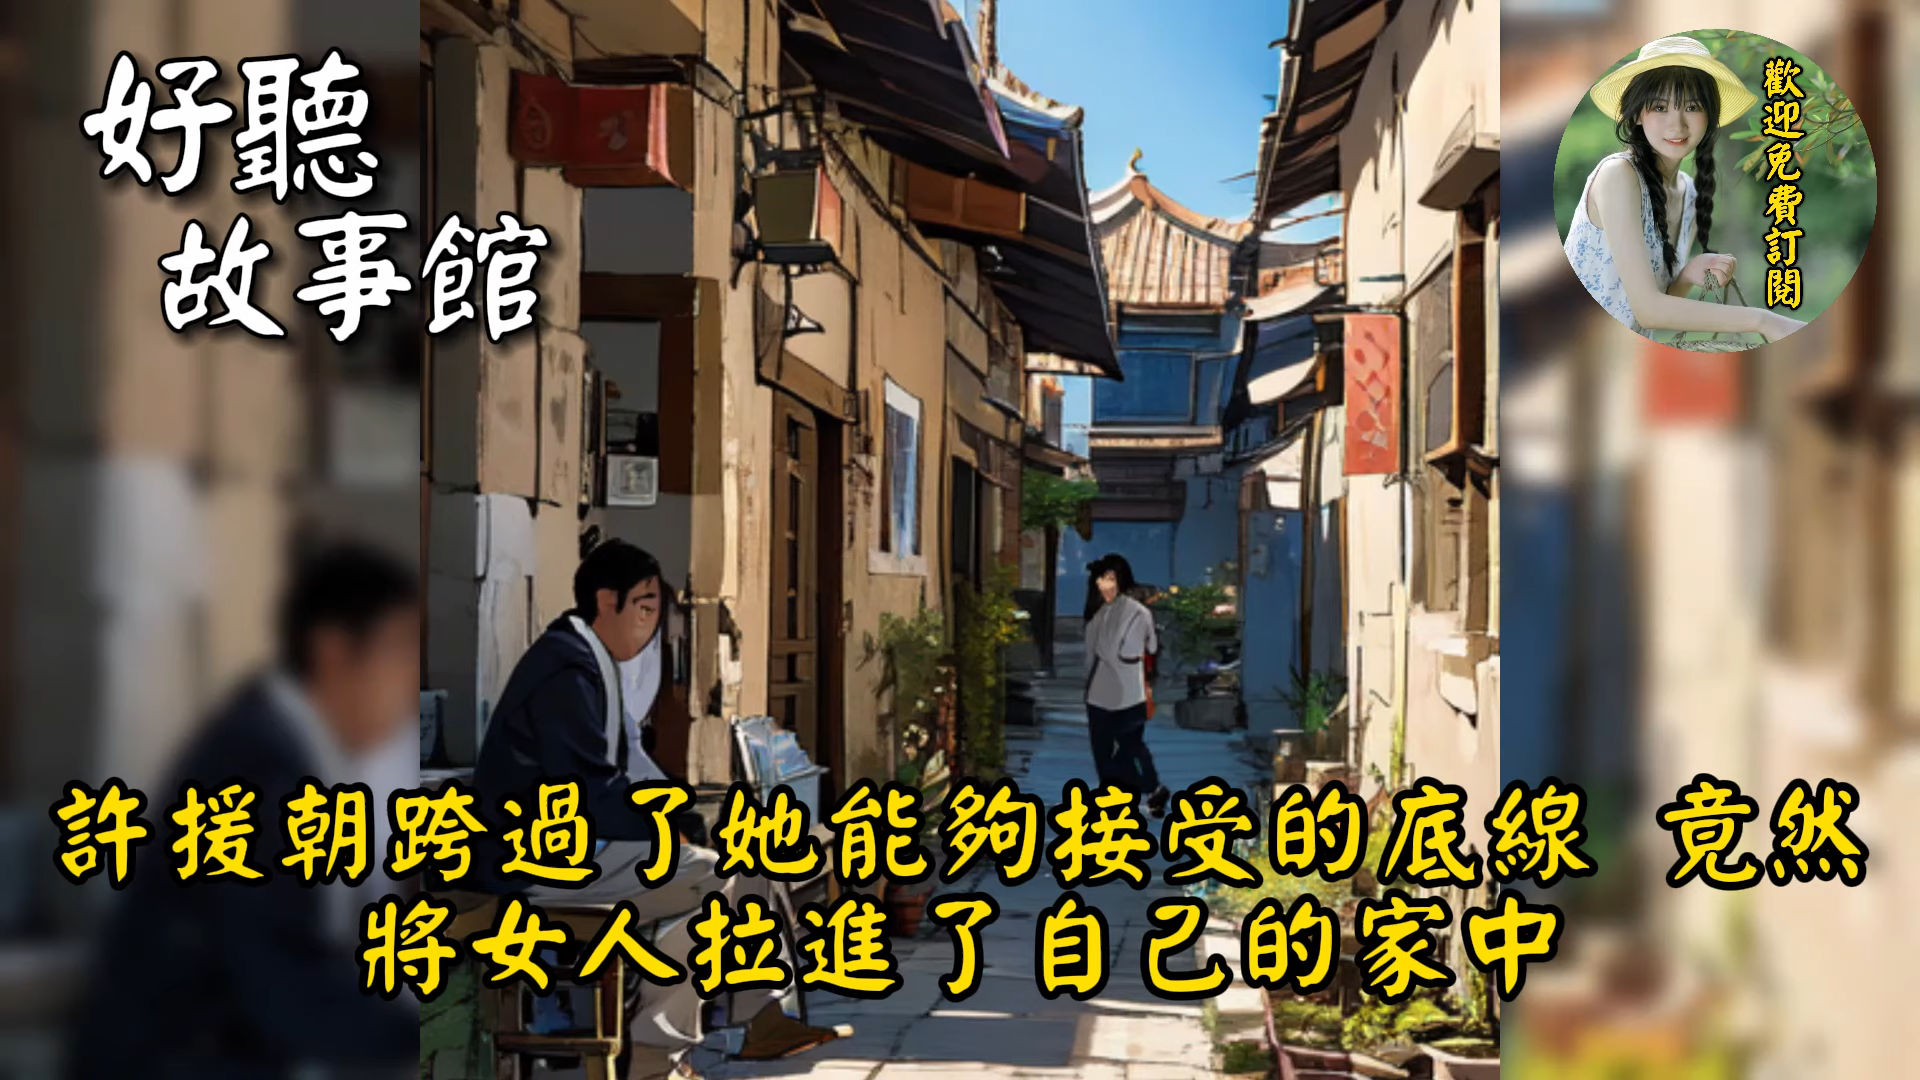 好聽
故事館
歡迎免費訂閱
許援朝跨過了她能夠接受的底線 竟然
將女人拉進了自己的家中